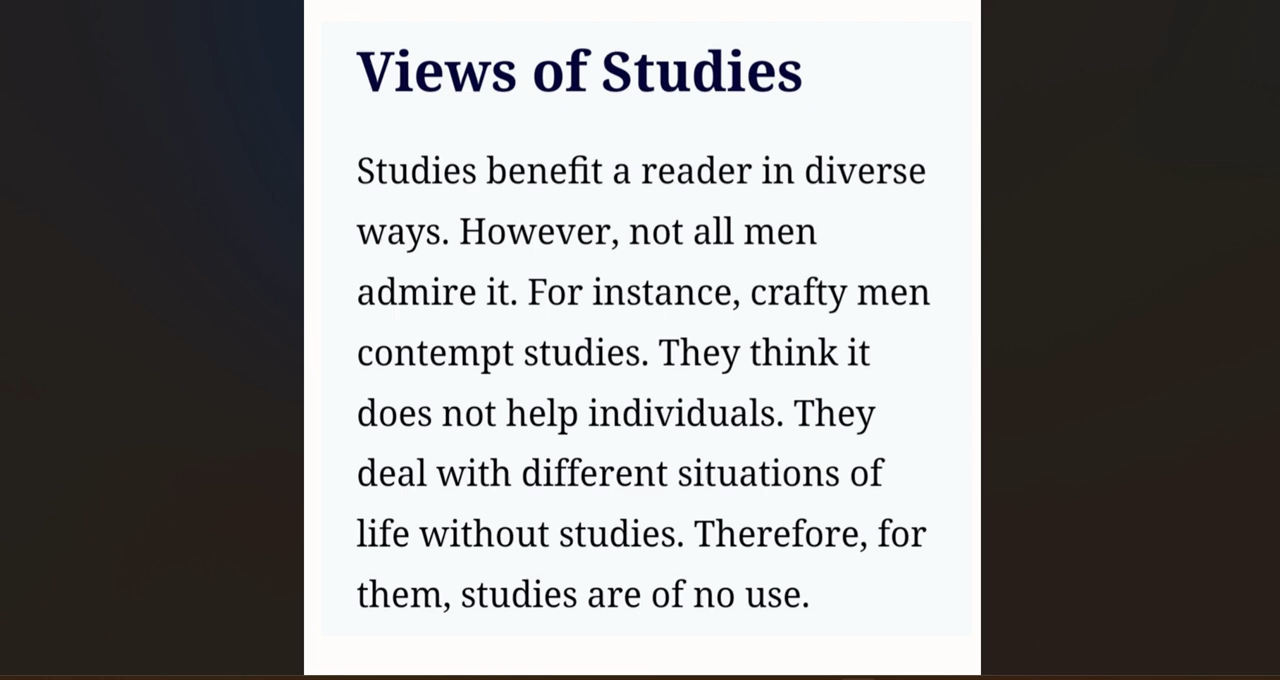 Views of Studies
Studies benefit a reader in diverse
ways. However, not all men
admire it. For instance, crafty men
contempt studies. They think it
does not help individuals. They
deal with different situations of
life without studies. Therefore, for
them, studies are of no use.